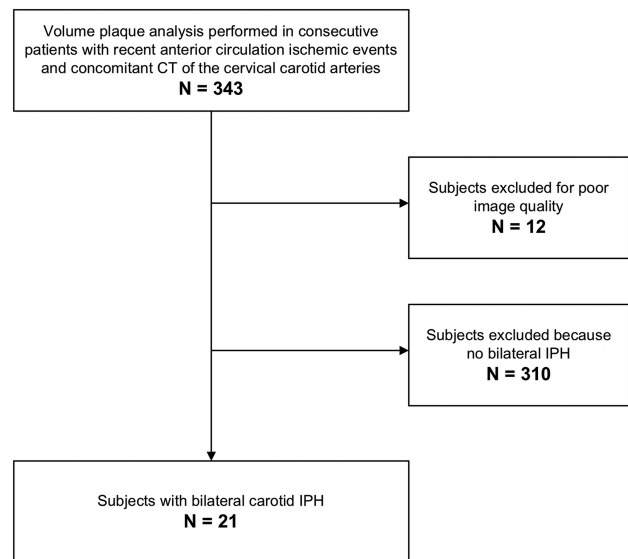 Volume plaque analysis performed in consecutive
patients with recent anterior circulation ischemic events
and concomitant CT of the cervical carotid arteries
N = 343
Subjects excluded for poor
image quality
N = 12
Subjects excluded because
no bilateral IPH
N = 310
Subjects with bilateral carotid IPH
N = 21